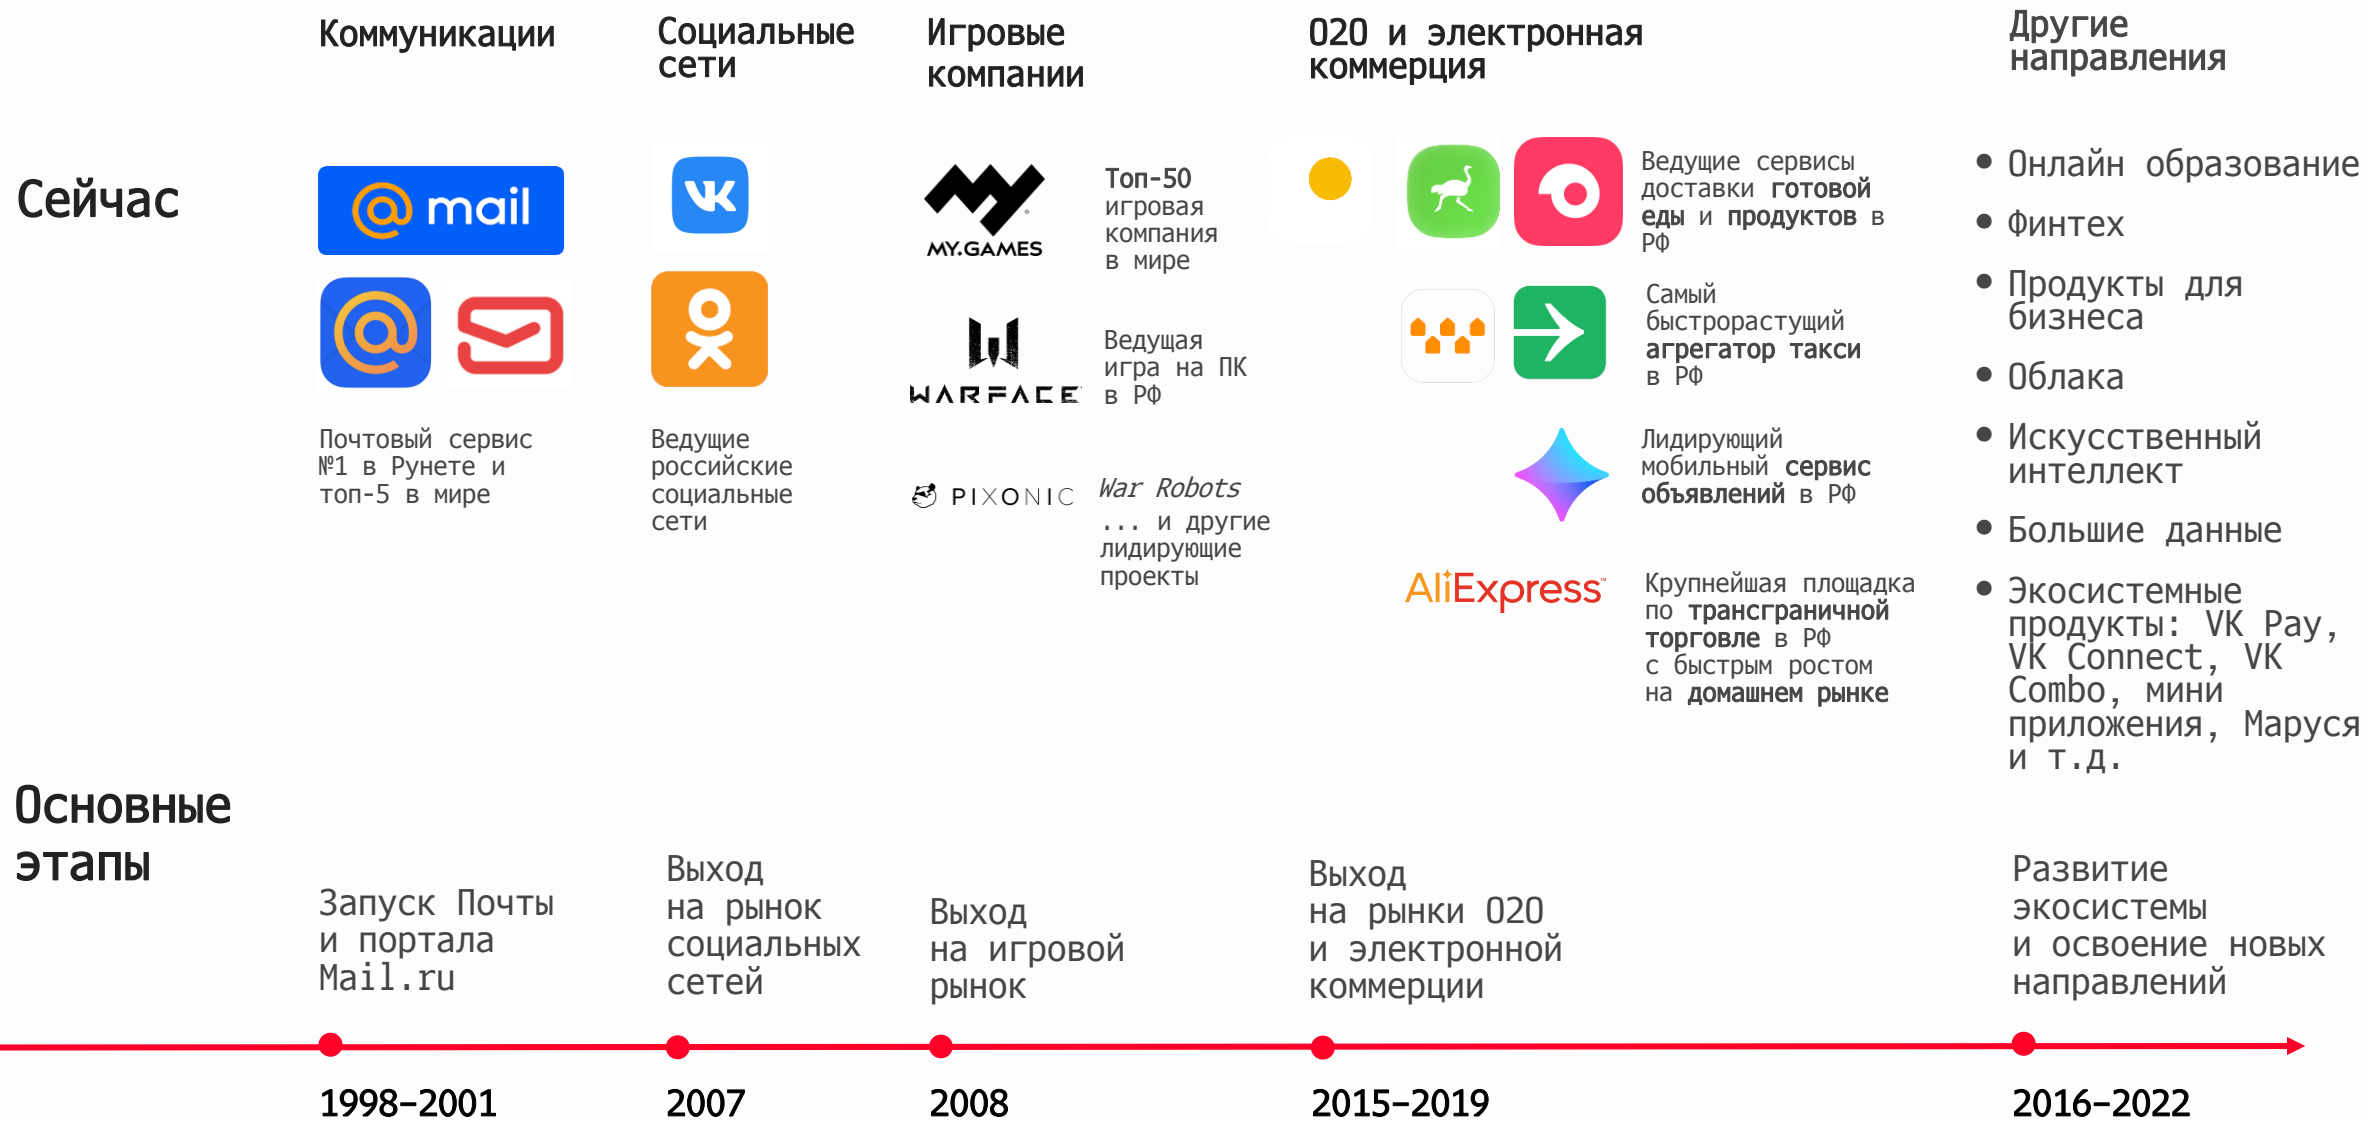 Коммуникации
Социальные
сети
Игровые
компании
О2О и электронная
коммерция
Другие
направления
Сейчас
@ mail
Почтовый сервис
№1 в Рунете и
топ-5 в мире
VK
Ведущие
российские
социальные
сети
MY.GAMES
Топ-50
игровая
компания
в мире
WARFACE
Ведущая
игра на ПК
в РФ
PIXONIC
War Robots
... и другие
лидирующие
проекты
Ведущие сервисы
доставки готовой
еды и продуктов в
РФ
Самый
быстрорастущий
агрегатор такси
в РФ
Лидирующий
мобильный сервис
объявлений в РФ
AliExpress™
Крупнейшая площадка
по трансграничной
торговле в РФ
с быстрым ростом
на домашнем рынке
• Онлайн образование
• Финтех
• Продукты для
бизнеса
• Облака
• Искусственный
интеллект
• Большие данные
• Экосистемные
продукты: VK Pay,
VK Connect, VK
Combo, мини
приложения, Маруся
и т.д.
Основные
этапы
Запуск Почты
и портала
Mail.ru
Выход
на рынок
социальных
сетей
Выход
на игровой
рынок
Выход
на рынки О2О
и электронной
коммерции
Развитие
экосистемы
и освоение новых
направлений
1998–2001
2007
2008
2015–2019
2016–2022